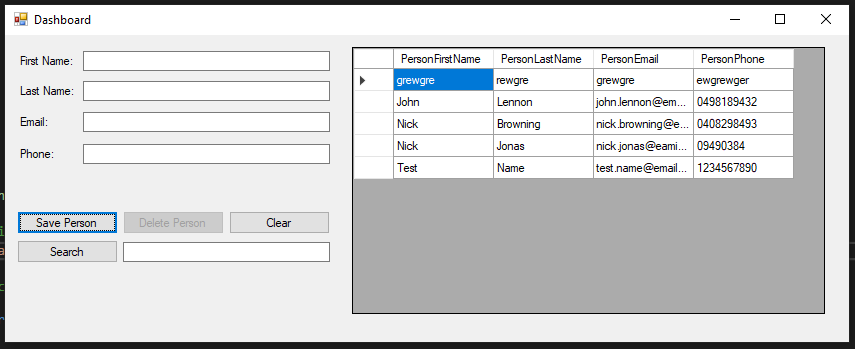 Dashboard
First Name:
Last Name:
Email:
Phone:
Save Person Delete Person Clear
Search
PersonFirstName PersonLastName PersonEmail PersonPhone
grewgre rewgre grewgre ewgrewger
John Lennon john.lennon@em... 0498189432
Nick Browning nick.browning@e... 0408298493
Nick Jonas nick.jonas@eami... 09490384
Test Name test.name@email... 1234567890